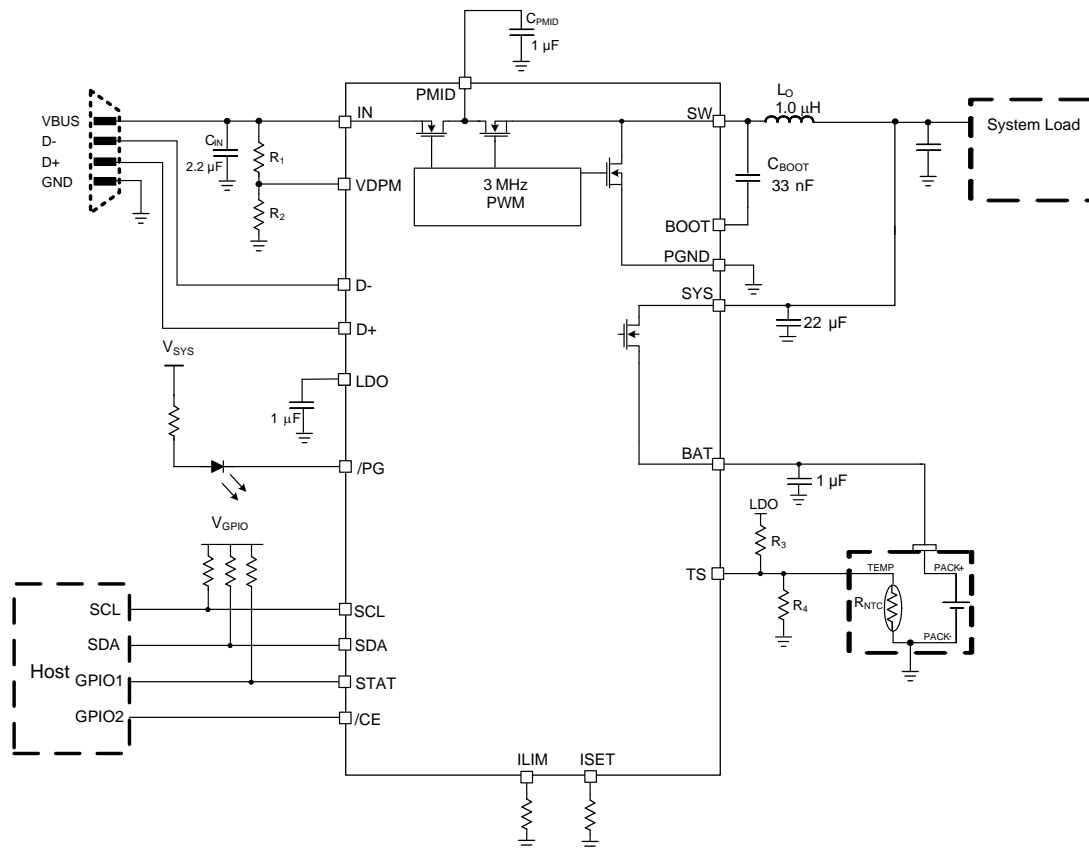 CPMID
1 µF
PMID
IN
SW
LO
1.0 µH
System Load
VBUS
D-
D+
GND
CIN
2.2 µF
R1
VDPM
R2
3 MHz
PWM
CBOOT
33 nF
BOOT
PGND
D-
SYS
22 µF
D+
VSYS
LDO
1 µF
/PG
BAT
1 µF
VGPIO
LDO
R3
TS
TEMP
PACK+
R4
RNTC
PACK-
Host
SCL
SCL
SDA
SDA
GPIO1
STAT
GPIO2
/CE
ILIM
ISET